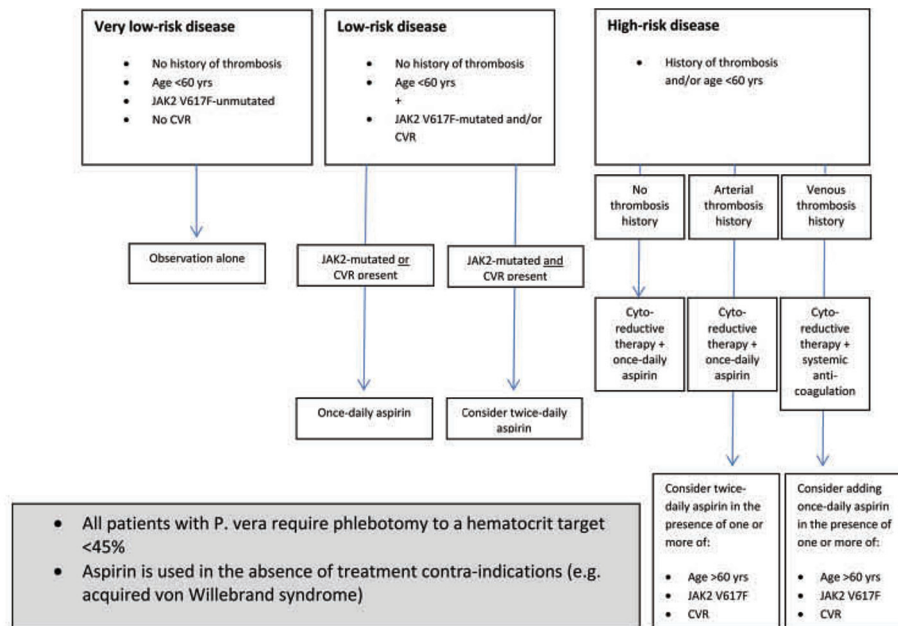 Very low-risk disease
• No history of thrombosis
• Age <60 yrs
• JAK2 V617F-unmutated
• No CVR
Low-risk disease
• No history of thrombosis
• Age <60 yrs
+
• JAK2 V617F-mutated and/or
CVR
High-risk disease
• History of thrombosis
and/or age <60 yrs
No
thrombosis
history
Arterial
thrombosis
history
Venous
thrombosis
history
Observation alone
JAK2-mutated or
CVR present
JAK2-mutated and
CVR present
Cyto-
reductive
therapy +
once-daily
aspirin
Cyto-
reductive
therapy +
once-daily
aspirin
Cyto-
reductive
therapy +
systemic
anti-
coagulation
Once-daily aspirin
Consider twice-daily
aspirin
Consider twice-
daily aspirin in the
presence of one or
more of:
• Age >60 yrs
• JAK2 V617F
• CVR
Consider adding
once-daily aspirin
in the presence of
one or more of:
• Age >60 yrs
• JAK2 V617F
• CVR
• All patients with P. vera require phlebotomy to a hematocrit target
<45%
• Aspirin is used in the absence of treatment contra-indications (e.g.
acquired von Willebrand syndrome)